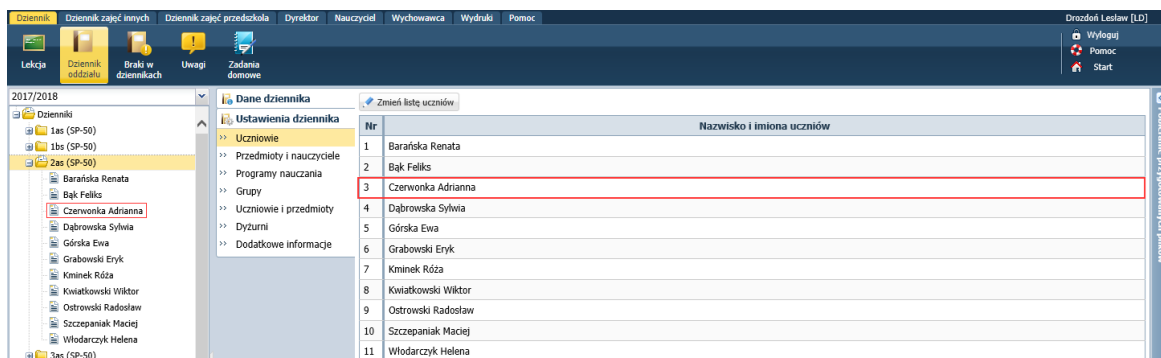 Dziennik Dziennik zajęć innych Dziennik zajęć przedszkola Dyrektor Nauczyciel Wychowawca Wydruki Pomoc Drozdoń Lesław [LD]
Lekcja
Dziennik oddziału
Braki w dziennikach
Uwagi
Zadania domowe
Wyloguj
Pomoc
Start
2017/2018
Dzienniki
1as (SP-50)
1bs (SP-50)
2as (SP-50)
Barańska Renata
Bąk Feliks
Czerwonka Adrianna
Dąbrowska Sylwia
Górska Ewa
Grabowski Eryk
Kminek Róża
Kwiatkowski Wiktor
Ostrowski Radosław
Szczepaniak Maciej
Włodarczyk Helena
3as (SP-50)
Dane dziennika
Ustawienia dziennika
Uczniowie
Przedmioty i nauczyciele
Programy nauczania
Grupy
Uczniowie i przedmioty
Dyżurni
Dodatkowe informacje
Zmień listę uczniów
Nr Nazwisko i imiona uczniów
1 Barańska Renata
2 Bąk Feliks
3 Czerwonka Adrianna
4 Dąbrowska Sylwia
5 Górska Ewa
6 Grabowski Eryk
7 Kminek Róża
8 Kwiatkowski Wiktor
9 Ostrowski Radosław
10 Szczepaniak Maciej
11 Włodarczyk Helena